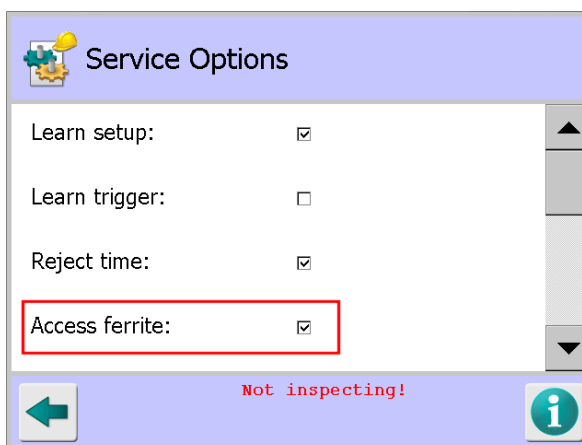 Service Options
Learn setup:
Learn trigger:
Reject time:
Access ferrite:
Not inspecting!